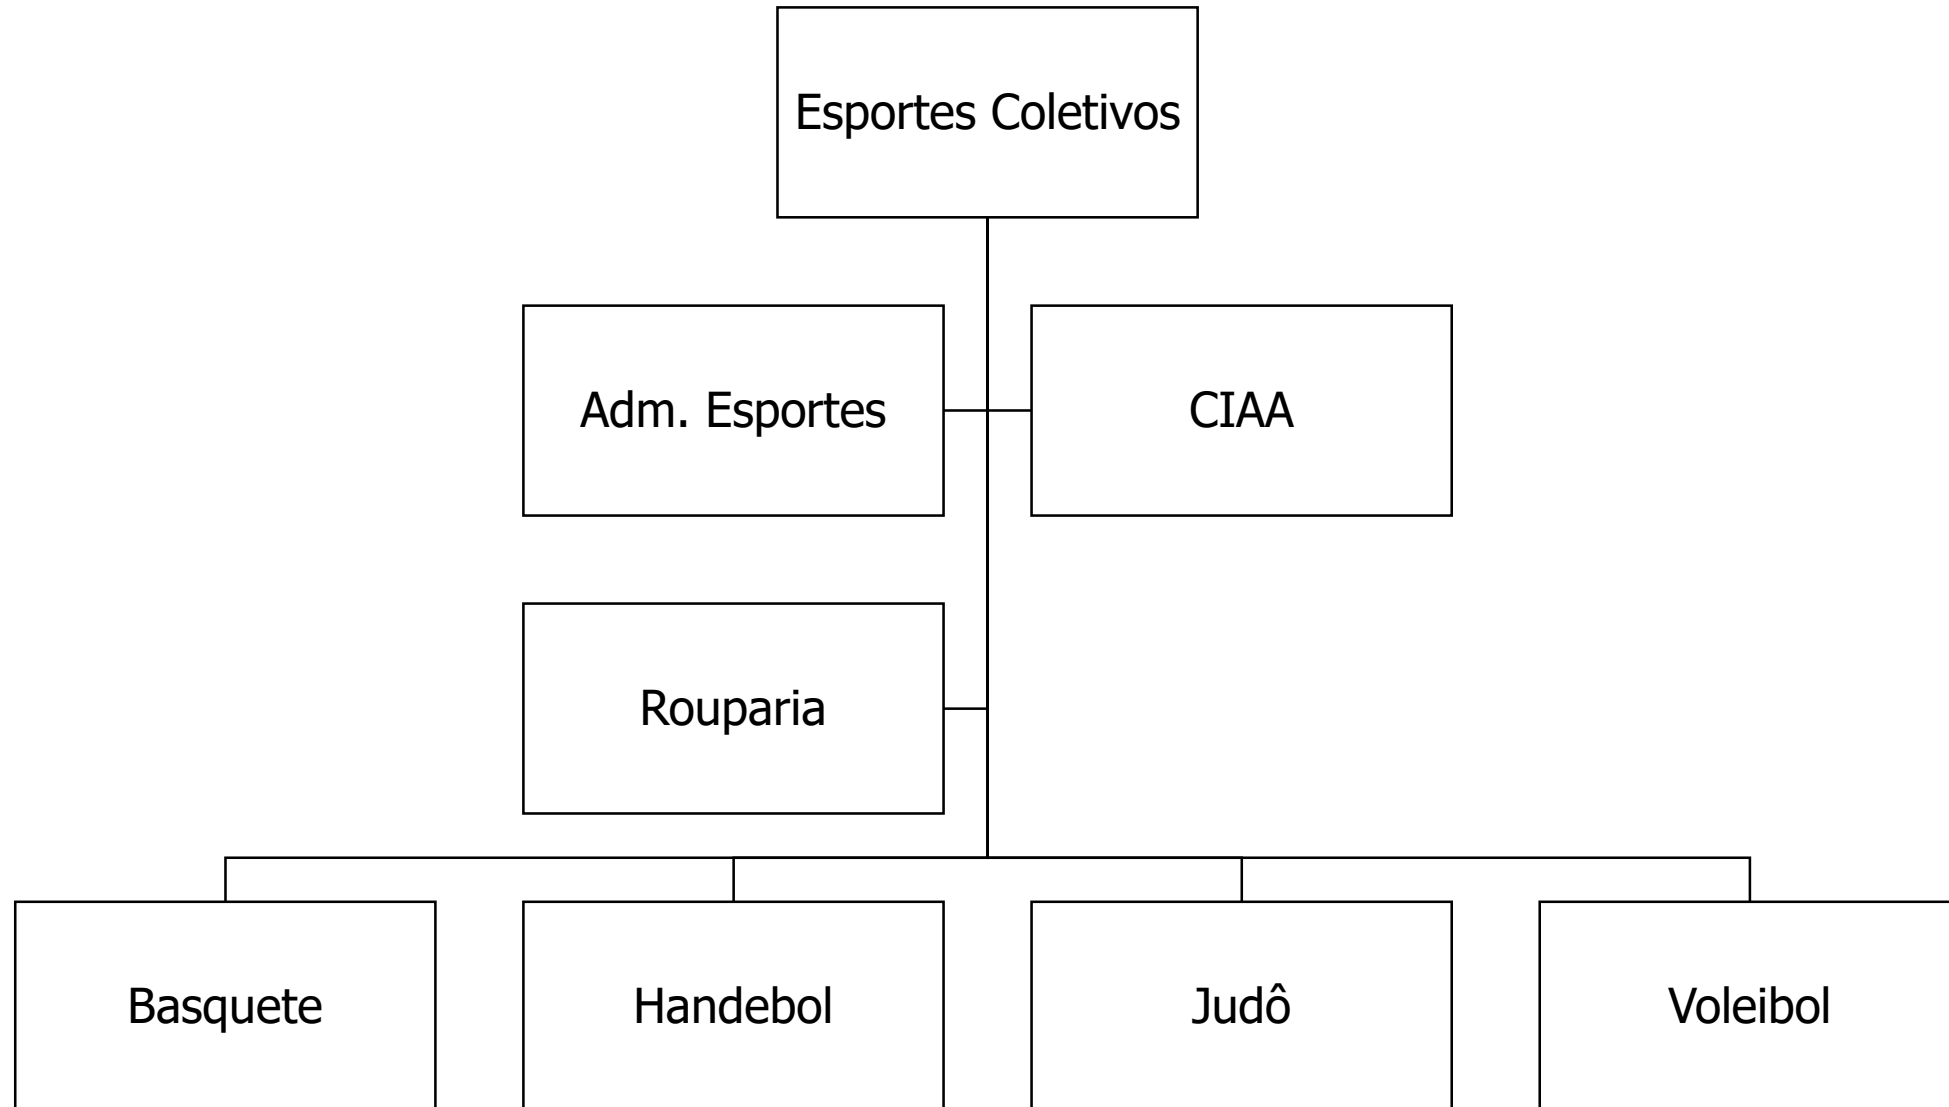 Esportes Coletivos
Adm. Esportes
CIAA
Rouparia
Basquete
Handebol
Judô
Voleibol